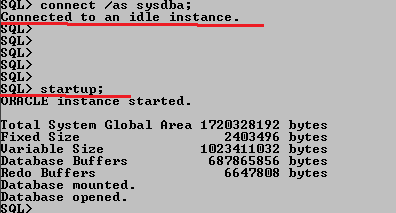 SQL> connect /as sysdba;
Connected to an idle instance.
SQL>
SQL>
SQL>
SQL>
SQL> startup;
ORACLE instance started.
Total System Global Area 1720328192 bytes
Fixed Size 2403496 bytes
Variable Size 1023411032 bytes
Database Buffers 687865856 bytes
Redo Buffers 6647808 bytes
Database mounted.
Database opened.
SQL>